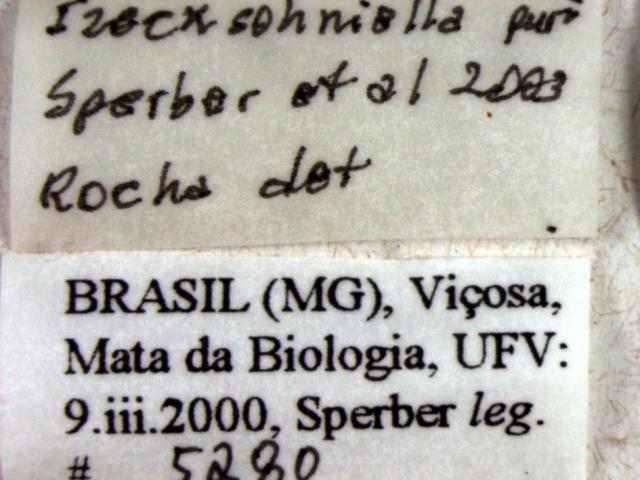 Izecksohniella puri
Sperber et al 2003
Rocha det
BRASIL (MG), Viçosa,
Mata da Biologia, UFV:
9.iii.2000, Sperber leg.
# 5280